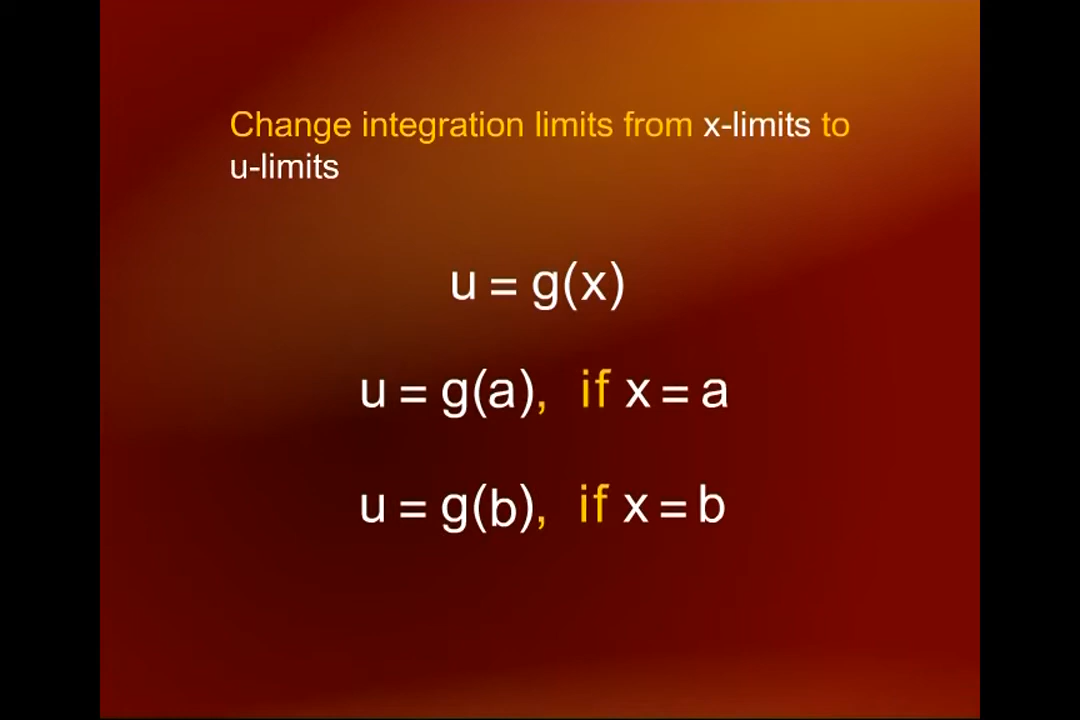 Change integration limits from x-limits to
u-limits
u = g(x)
u = g(a), if x = a
u = g(b), if x = b